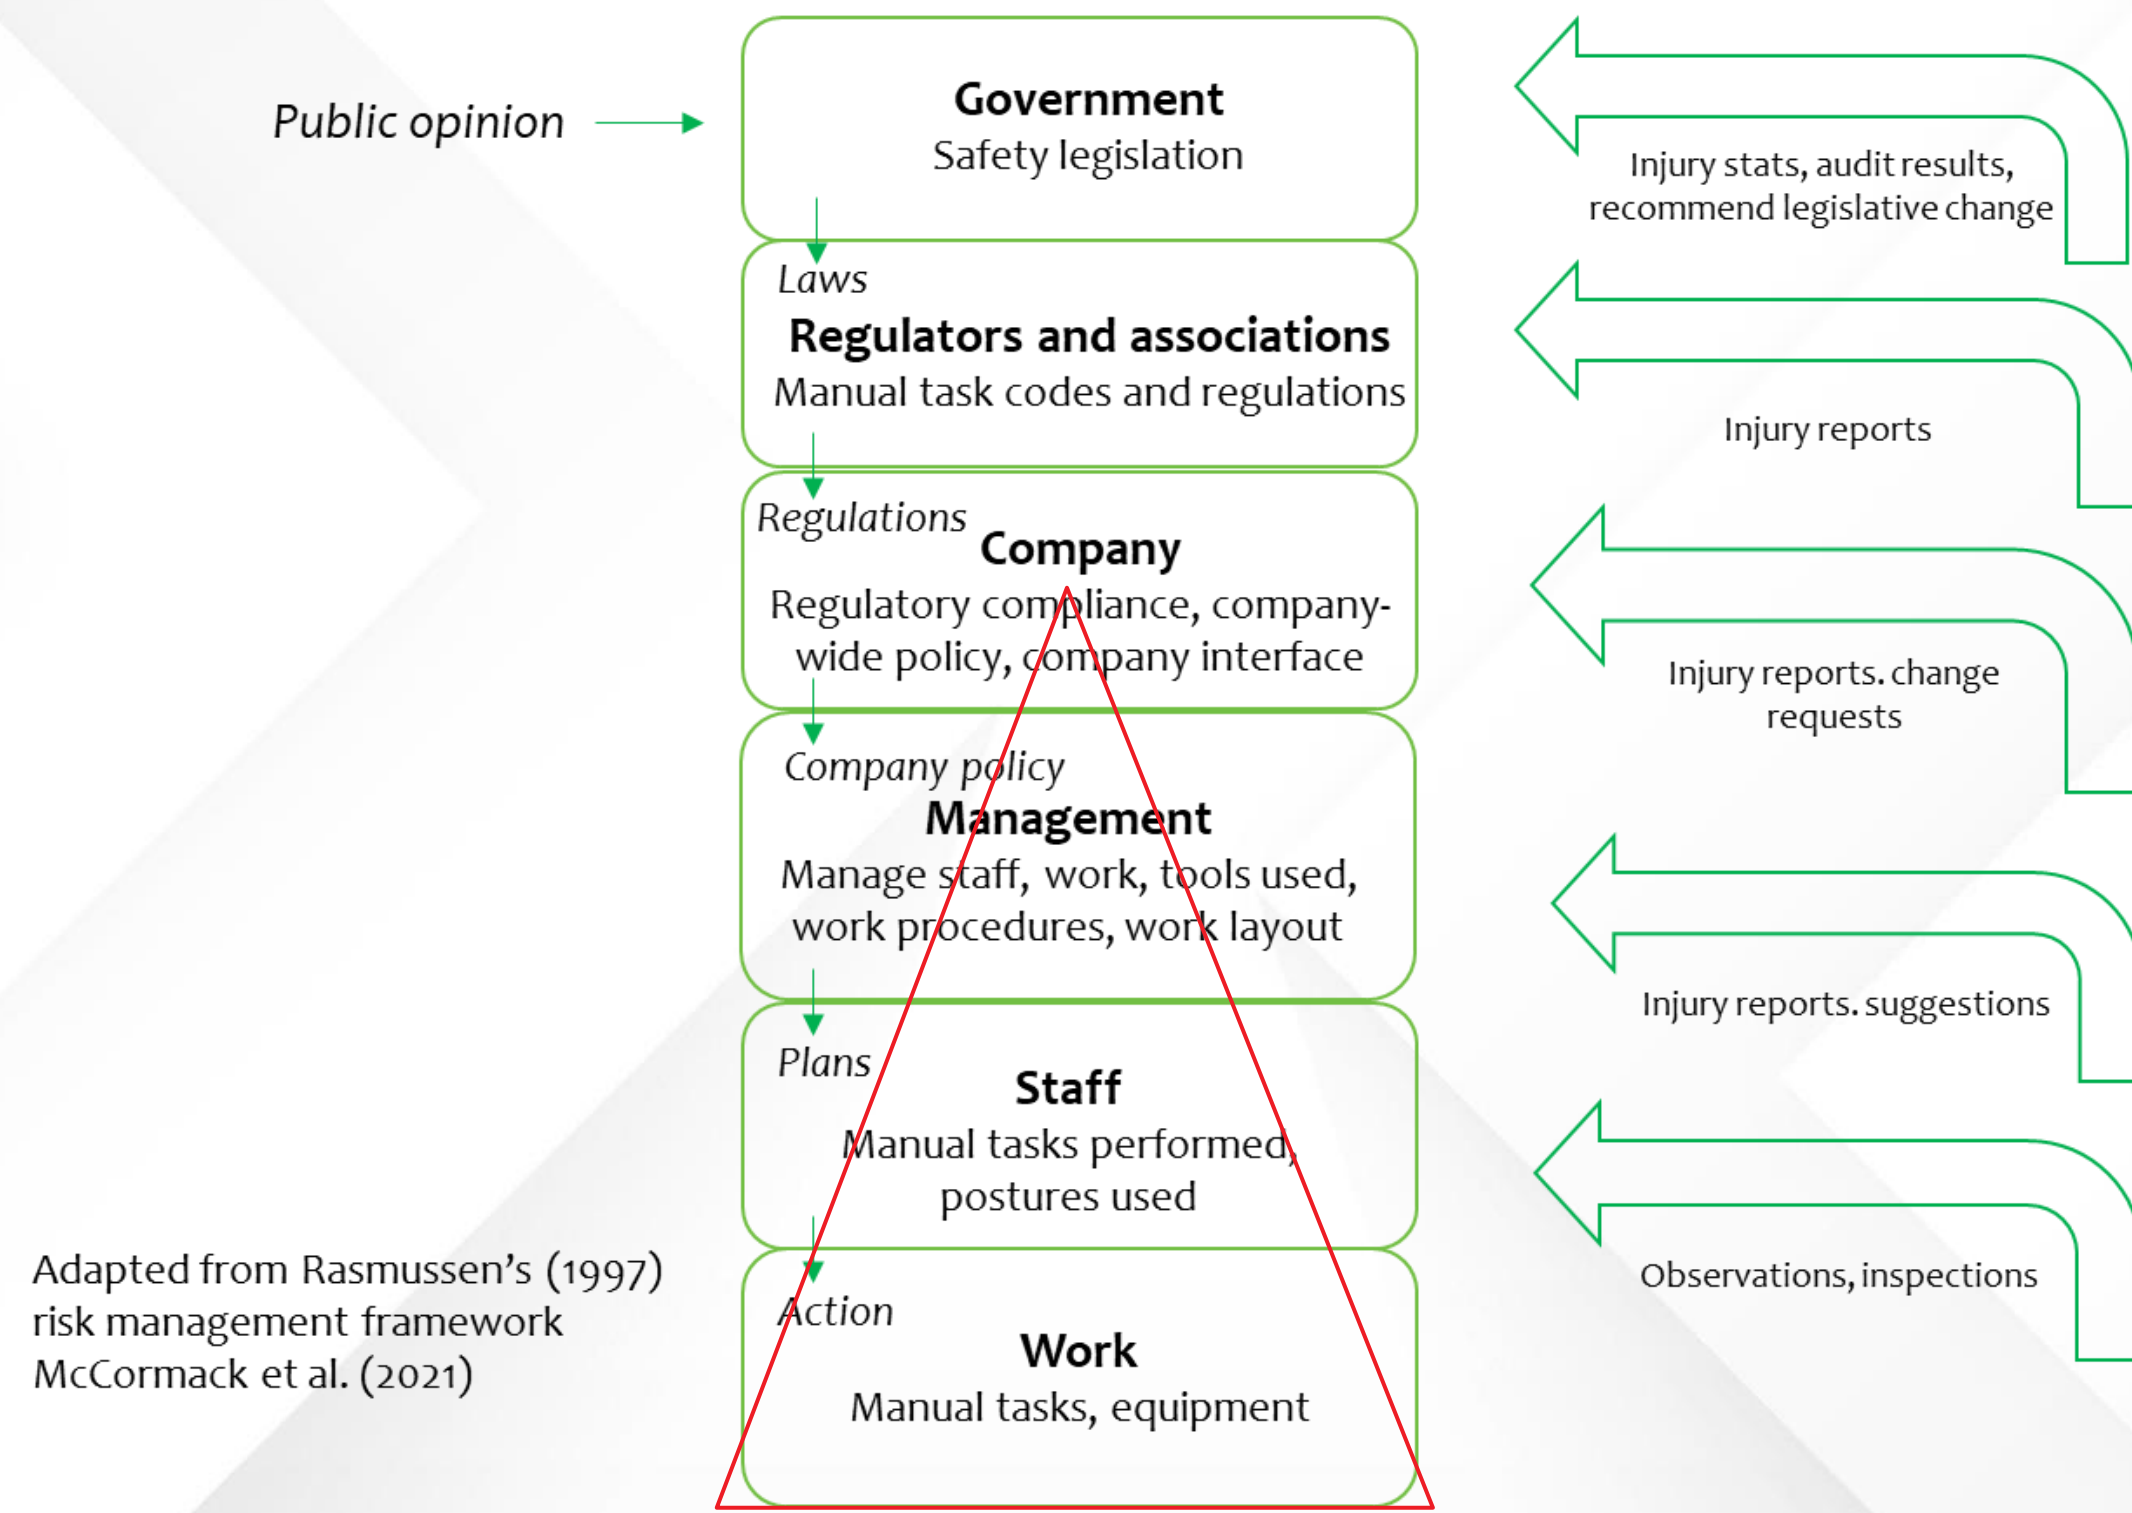 Public opinion
Government
Safety legislation
Injury stats, audit results,
recommend legislative change
Laws
Regulators and associations
Manual task codes and regulations
Injury reports
Regulations
Company
Regulatory compliance, company-
wide policy, company interface
Injury reports. change
requests
Company policy
Management
Manage staff, work, tools used,
work procedures, work layout
Injury reports. suggestions
Plans
Staff
Manual tasks performed,
postures used
Observations, inspections
Action
Work
Manual tasks, equipment
Adapted from Rasmussen’s (1997)
risk management framework
McCormack et al. (2021)